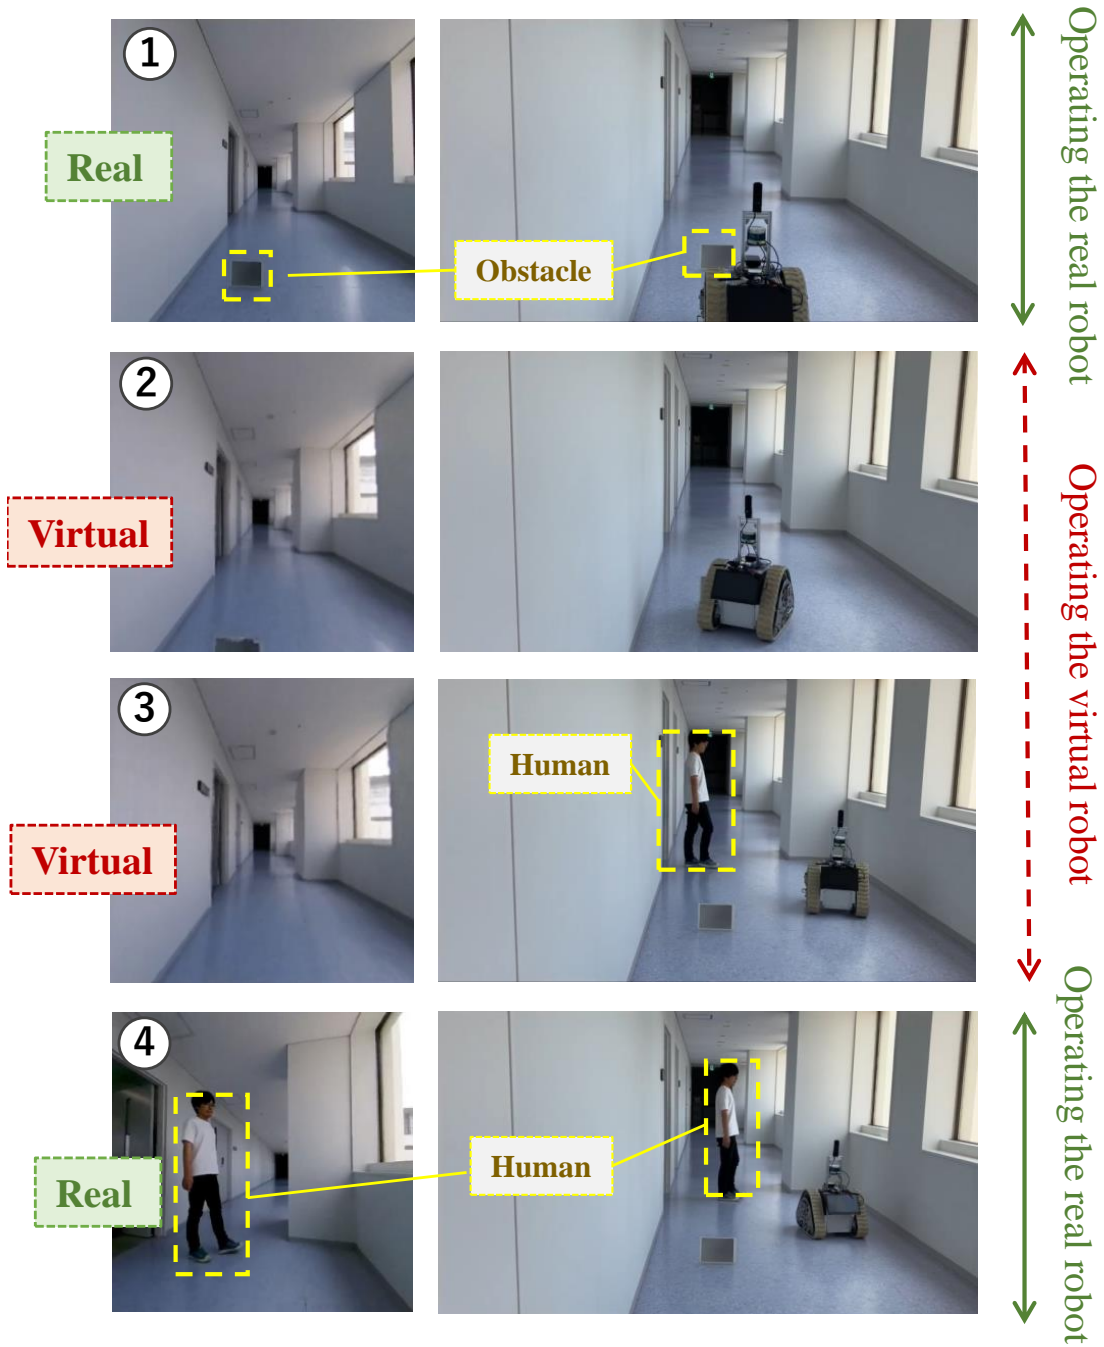 1
Real
Obstacle
Operating the real robot
2
Virtual
Operating the virtual robot
3
Virtual
Human
4
Real
Human
Operating the real robot